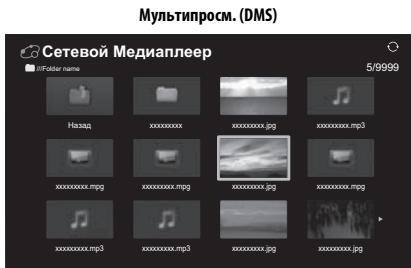 Мультипросм. (DMS)
Сетевой Медиаплеер
///Folder name
5/9999
Назад xxxxxxxxx xxxxxxxxx.jpg xxxxxxxxx.mp3
xxxxxxxxx.mpg xxxxxxxxx.mpg xxxxxxxxx.jpg xxxxxxxxx.mpg
xxxxxxxxx.mp3 xxxxxxxxx.mp3 xxxxxxxxx.jpg xxxxxxxxx.jpg